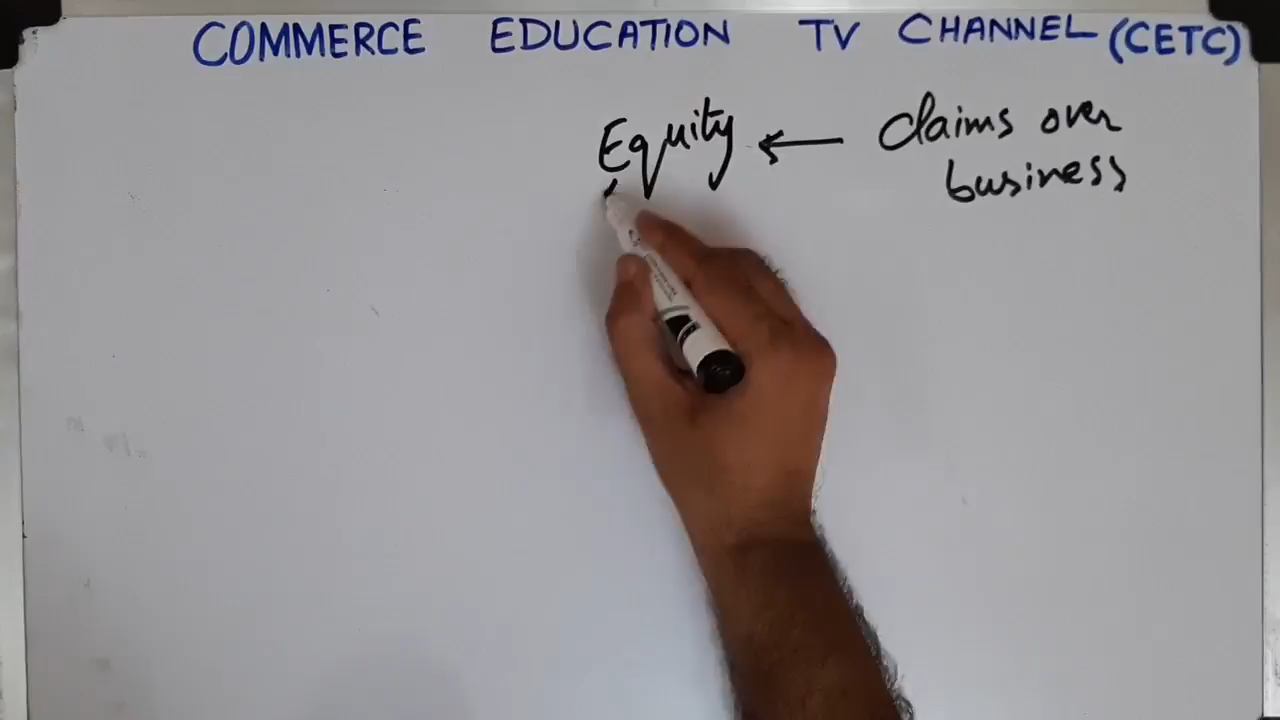 COMMERCE EDUCATION TV CHANNEL (CETC)
Equity ← Claims over
business